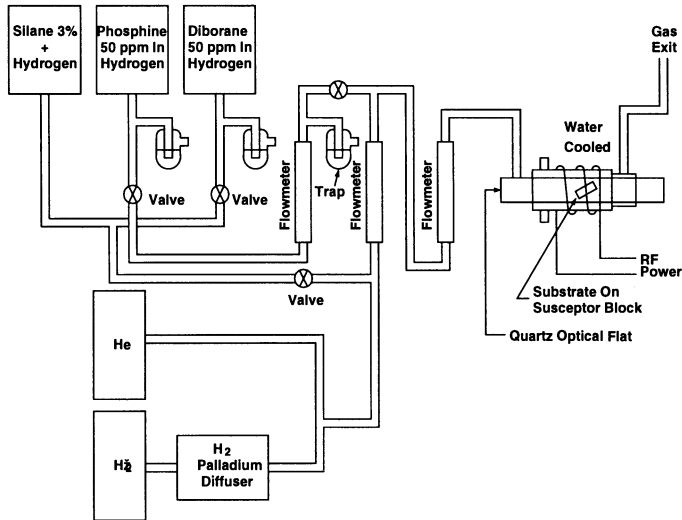 Silane 3%
+
Hydrogen
Phosphine
50 ppm In
Hydrogen
Diborane
50 ppm In
Hydrogen
Gas
Exit
Water
Cooled
Flowmeter
Trap
Flowmeter
Flowmeter
Valve
Valve
RF
Power
Substrate On
Susceptor Block
Valve
Quartz Optical Flat
He
H2
H2
Palladium
Diffuser